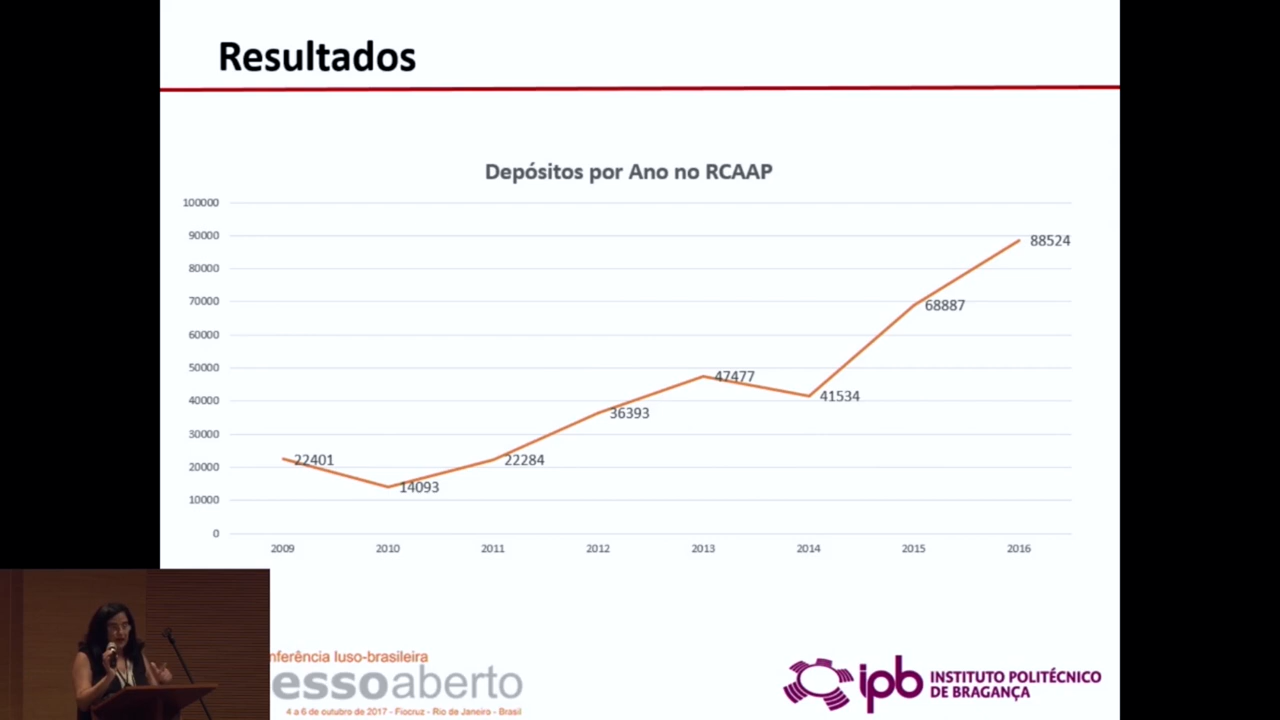 Resultados
Depósitos por Ano no RCAAP
100000
90000
80000
70000
60000
50000
40000
30000
20000
10000
0
22401
14093
22284
36393
47477
41534
68887
88524
2009 2010 2011 2012 2013 2014 2015 2016
nferência luso-brasileira
essoaberto
4 a 6 de outubro de 2017 - Fiocruz - Rio de Janeiro - Brasil
ipb INSTITUTO POLITÉCNICO
DE BRAGANÇA